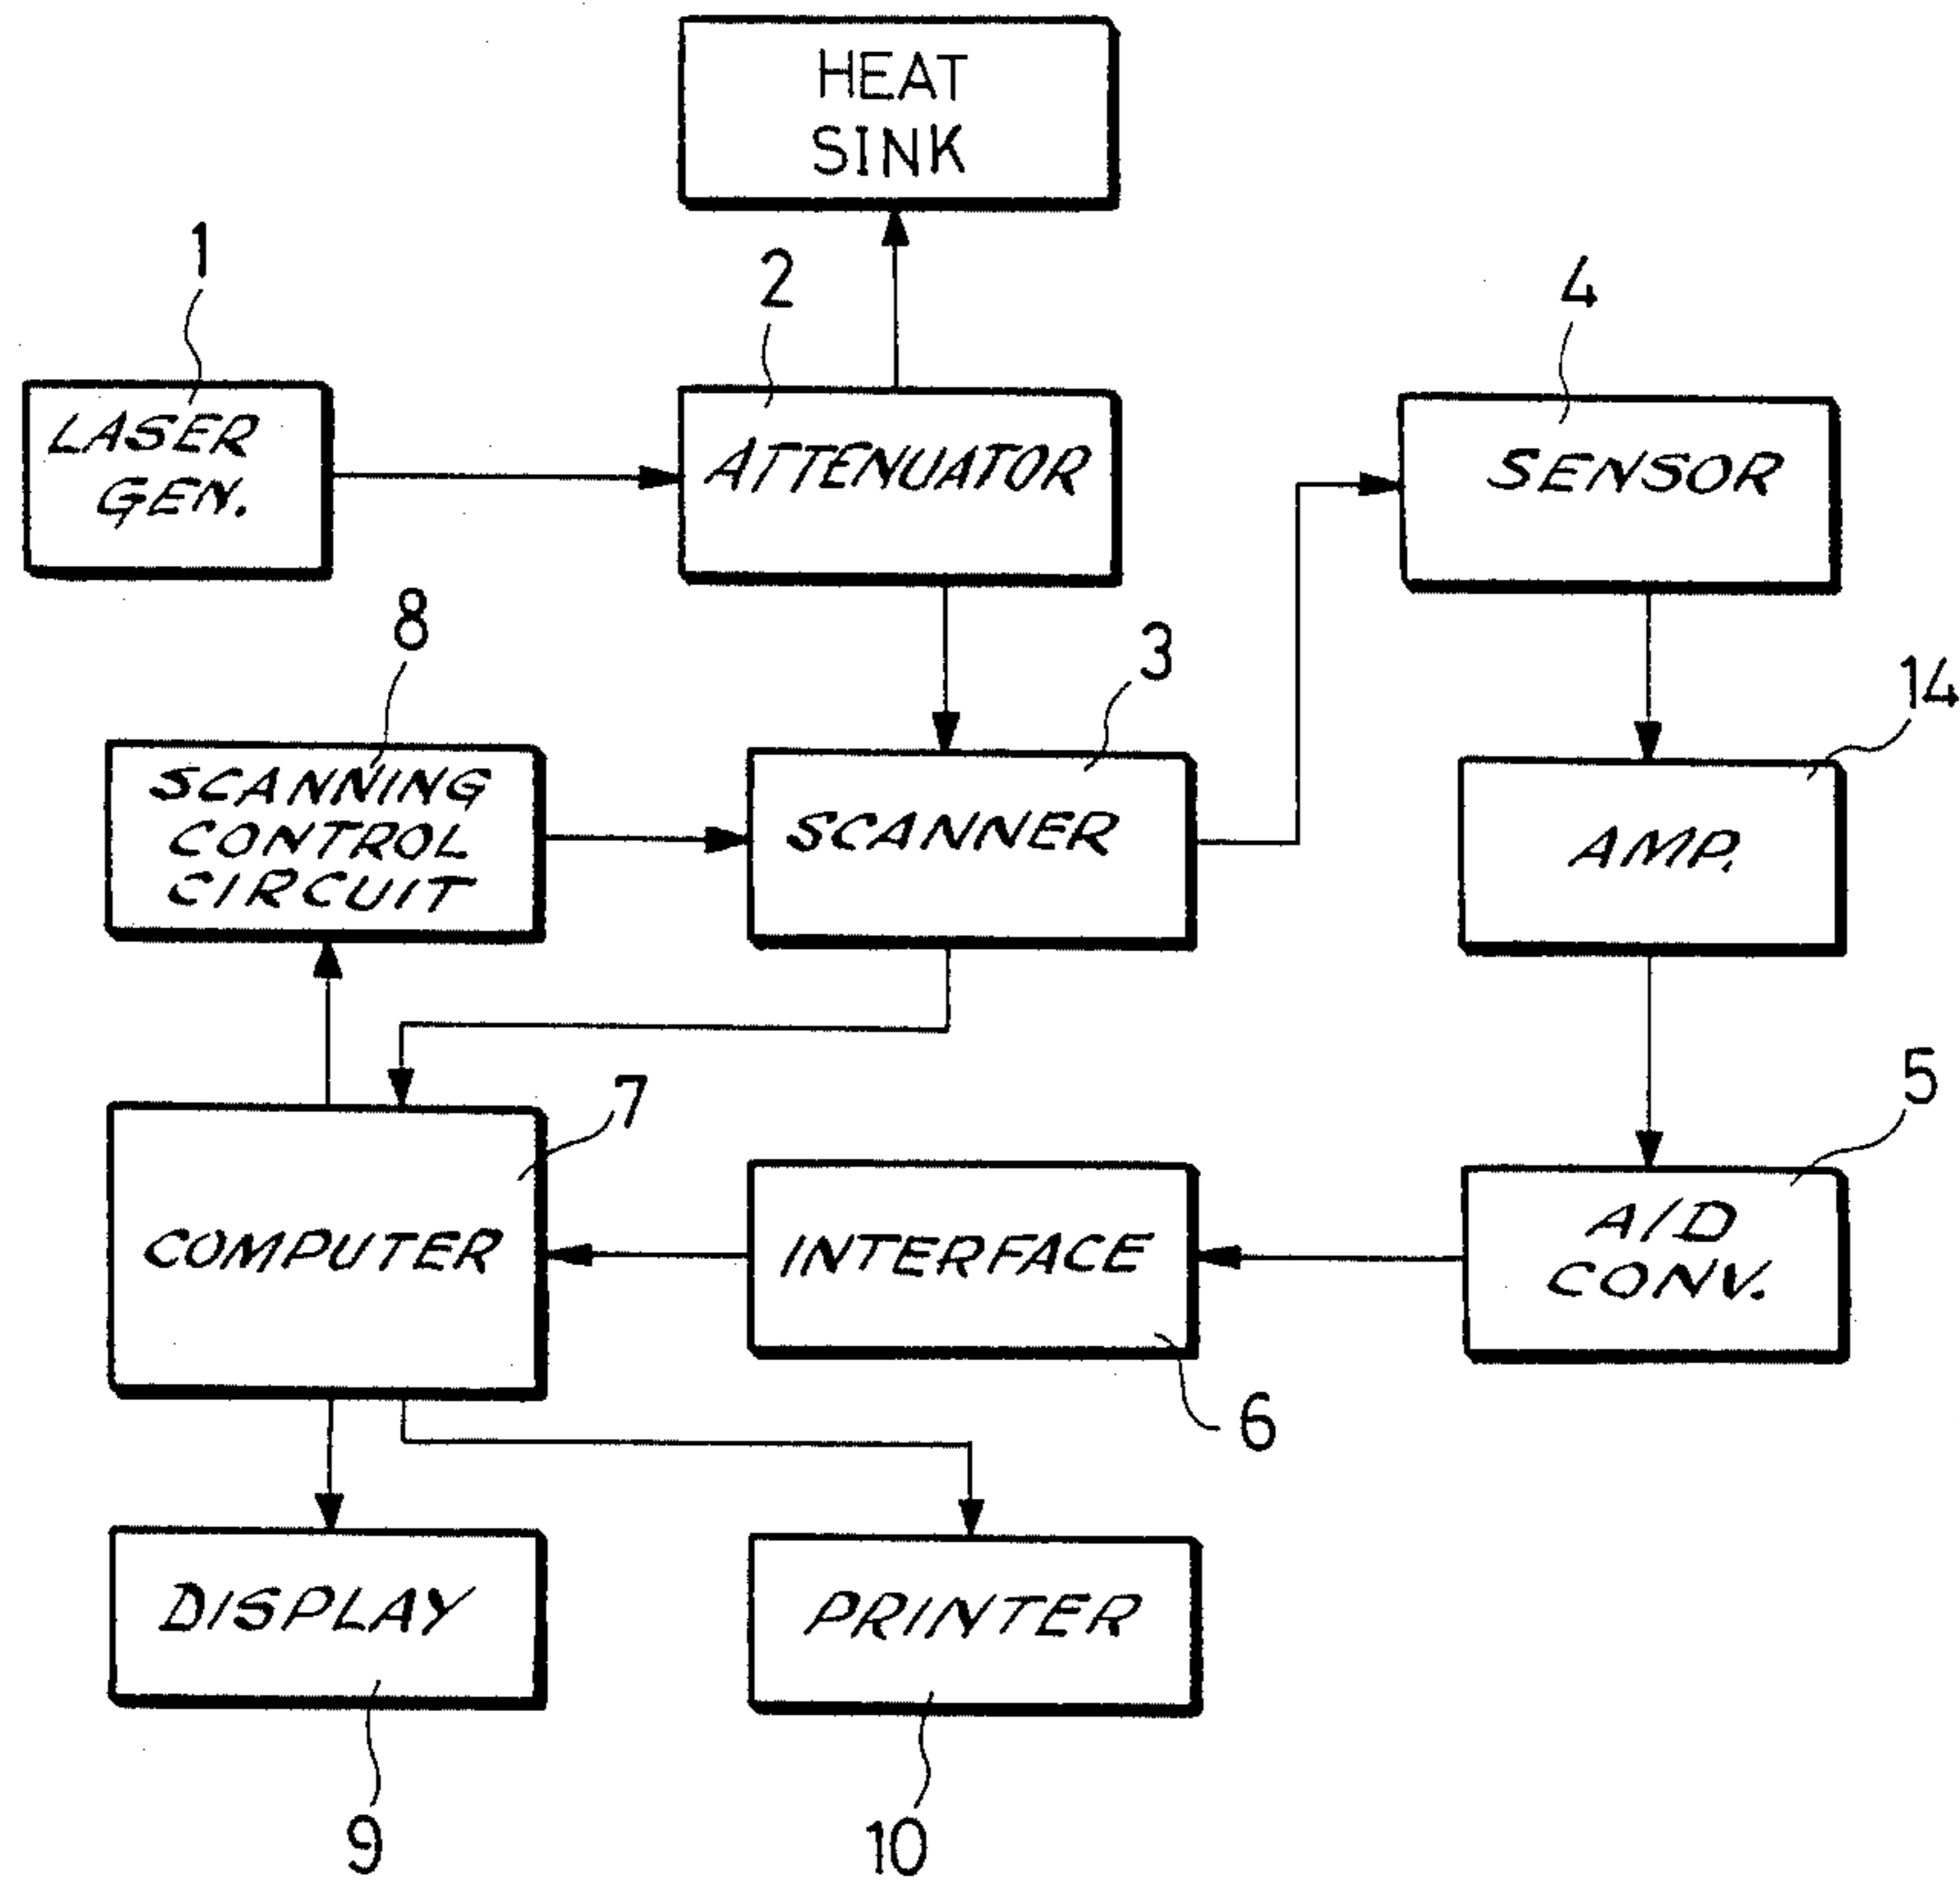 HEAT
SINK
1
2
4
LASER
GEN.
ATTENUATOR
SENSOR
8
3
14
SCANNING
CONTROL
CIRCUIT
SCANNER
AMP.
7
5
COMPUTER
INTERFACE
A/D
CONV.
6
DISPLAY
PRINTER
9
10